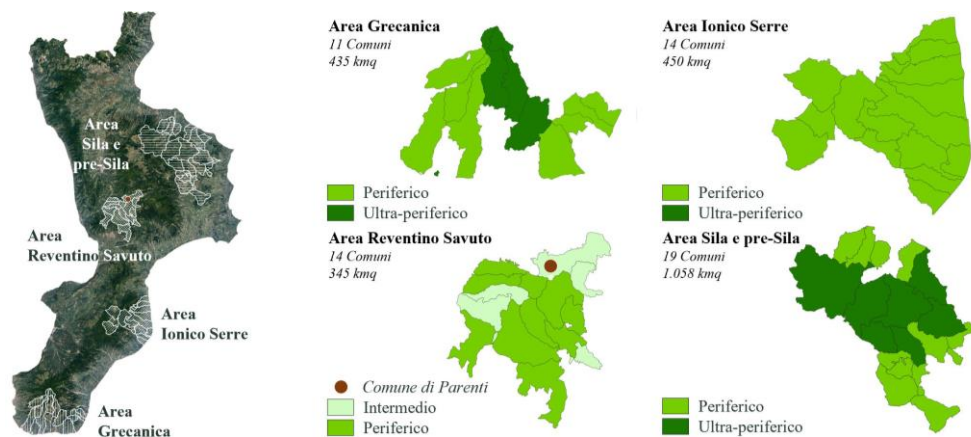 Area
Sila e
pre-Sila
Area
Reventino Savuto
Area
Ionico Serre
Area
Grecanica
Area Grecanica
11 Comuni
435 kmq
Periferico
Ultra-periferico
Area Ionico Serre
14 Comuni
450 kmq
Periferico
Area Reventino Savuto
14 Comuni
345 kmq
Comune di Parenti
Intermedio
Periferico
Area Sila e pre-Sila
19 Comuni
1.058 kmq
Periferico
Ultra-periferico